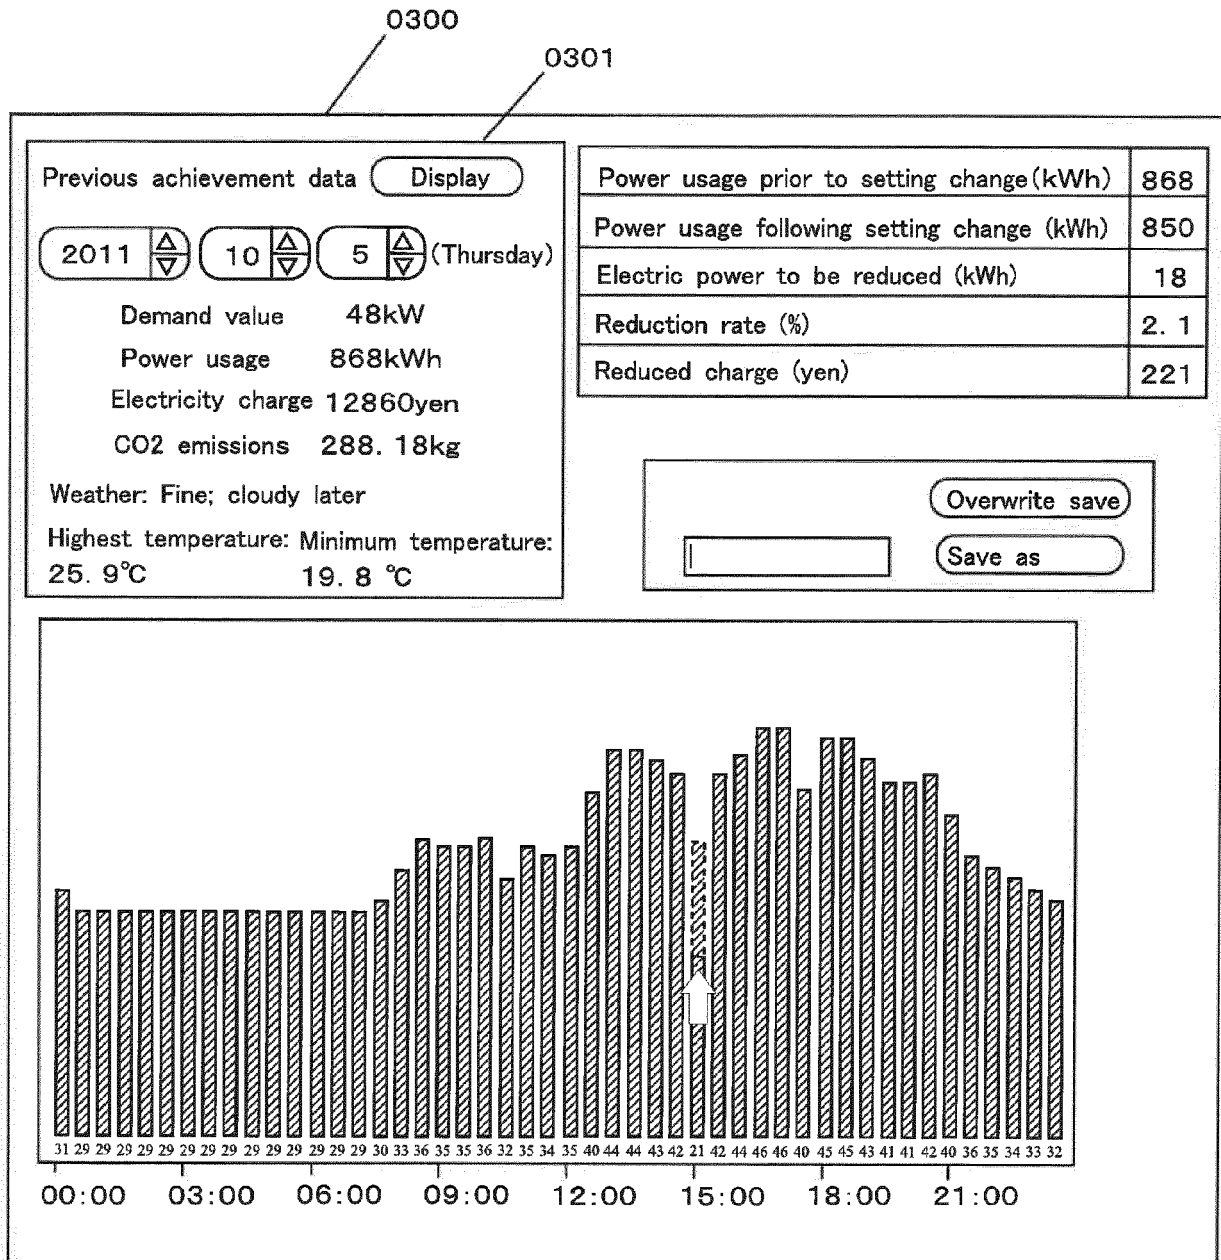 0300
0301
Previous achievement data Display
2011 10 5 (Thursday)
Demand value 48kW
Power usage 868kWh
Electricity charge 12860yen
CO2 emissions 288. 18kg
Weather: Fine; cloudy later
Highest temperature: Minimum temperature:
25. 9℃ 19. 8 ℃
Power usage prior to setting change(kWh) 868
Power usage following setting change (kWh) 850
Electric power to be reduced (kWh) 18
Reduction rate (%) 2. 1
Reduced charge (yen) 221
Overwrite save
Save as
31 29 29 29 29 29 29 29 29 29 29 29 29 29 29 30 33 36 35 35 36 32 35 34 35 40 44 44 43 42 21 42 44 46 46 40 45 45 43 41 41 42 40 36 35 34 33 32
00:00 03:00 06:00 09:00 12:00 15:00 18:00 21:00